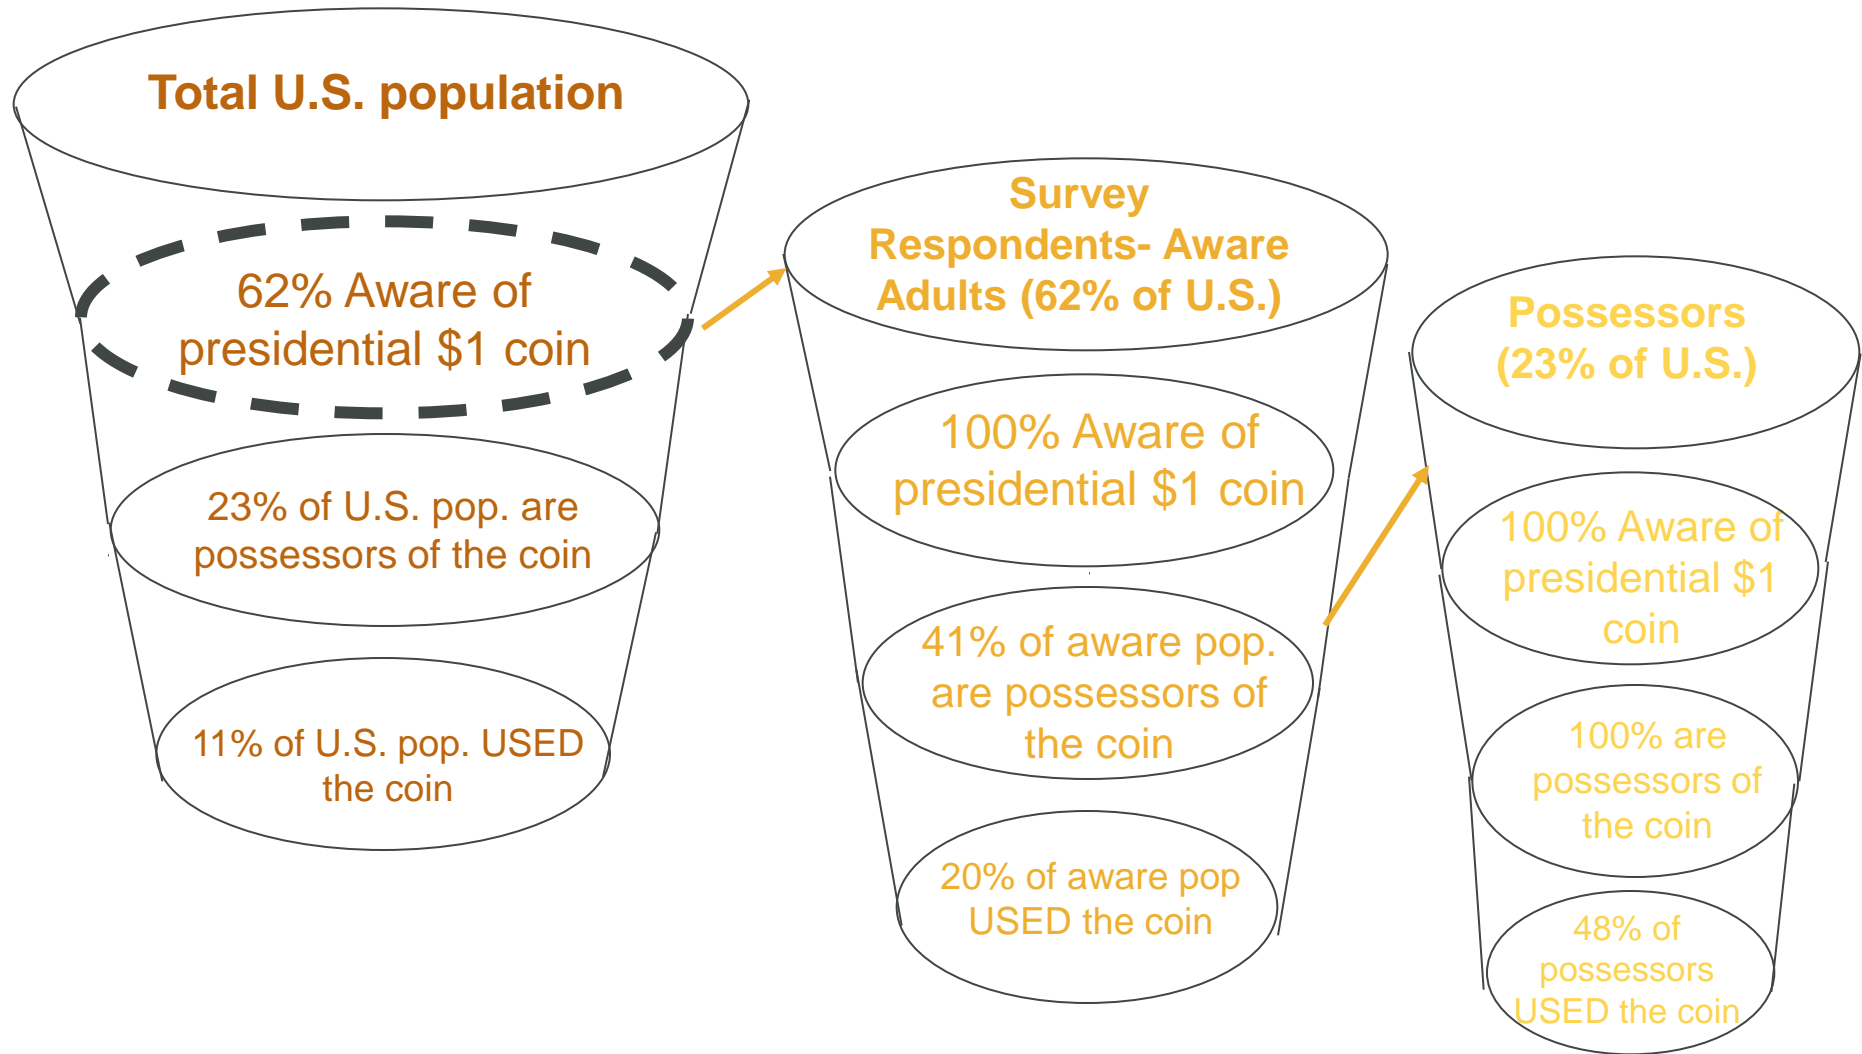 Total U.S. population
62% Aware of
presidential $1 coin
23% of U.S. pop. are
possessors of the coin
11% of U.S. pop. USED
the coin
Survey
Respondents- Aware
Adults (62% of U.S.)
100% Aware of
presidential $1 coin
41% of aware pop.
are possessors of
the coin
20% of aware pop
USED the coin
Possessors
(23% of U.S.)
100% Aware of
presidential $1
coin
100% are
possessors of
the coin
48% of
possessors
USED the coin